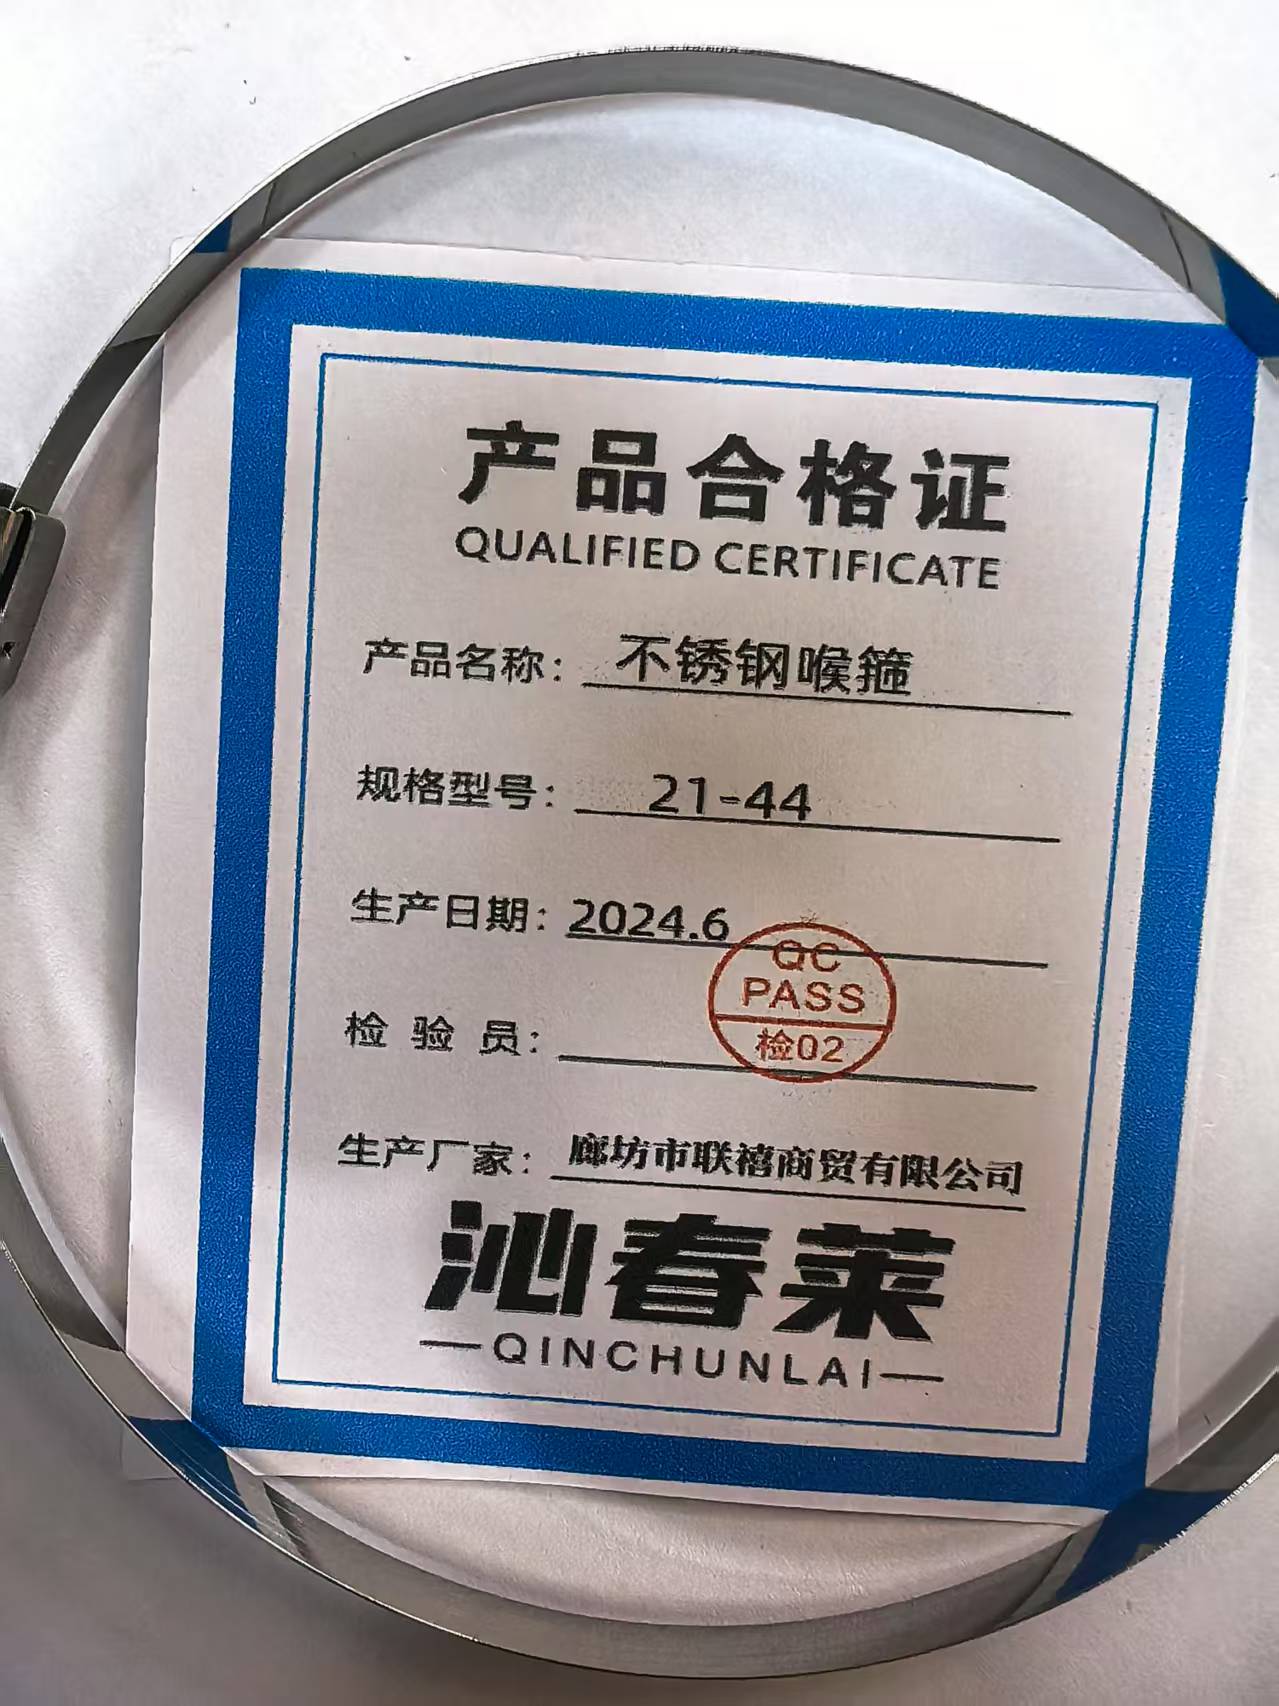 产品合格证
QUALIFIED CERTIFICATE
产品名称：不锈钢喉箍
规格型号：21-44
生产日期：2024.6
QC
PASS
检02
检 验 员：
生产厂家：廊坊市联禧商贸有限公司
沁春莱
QINCHUNLAI